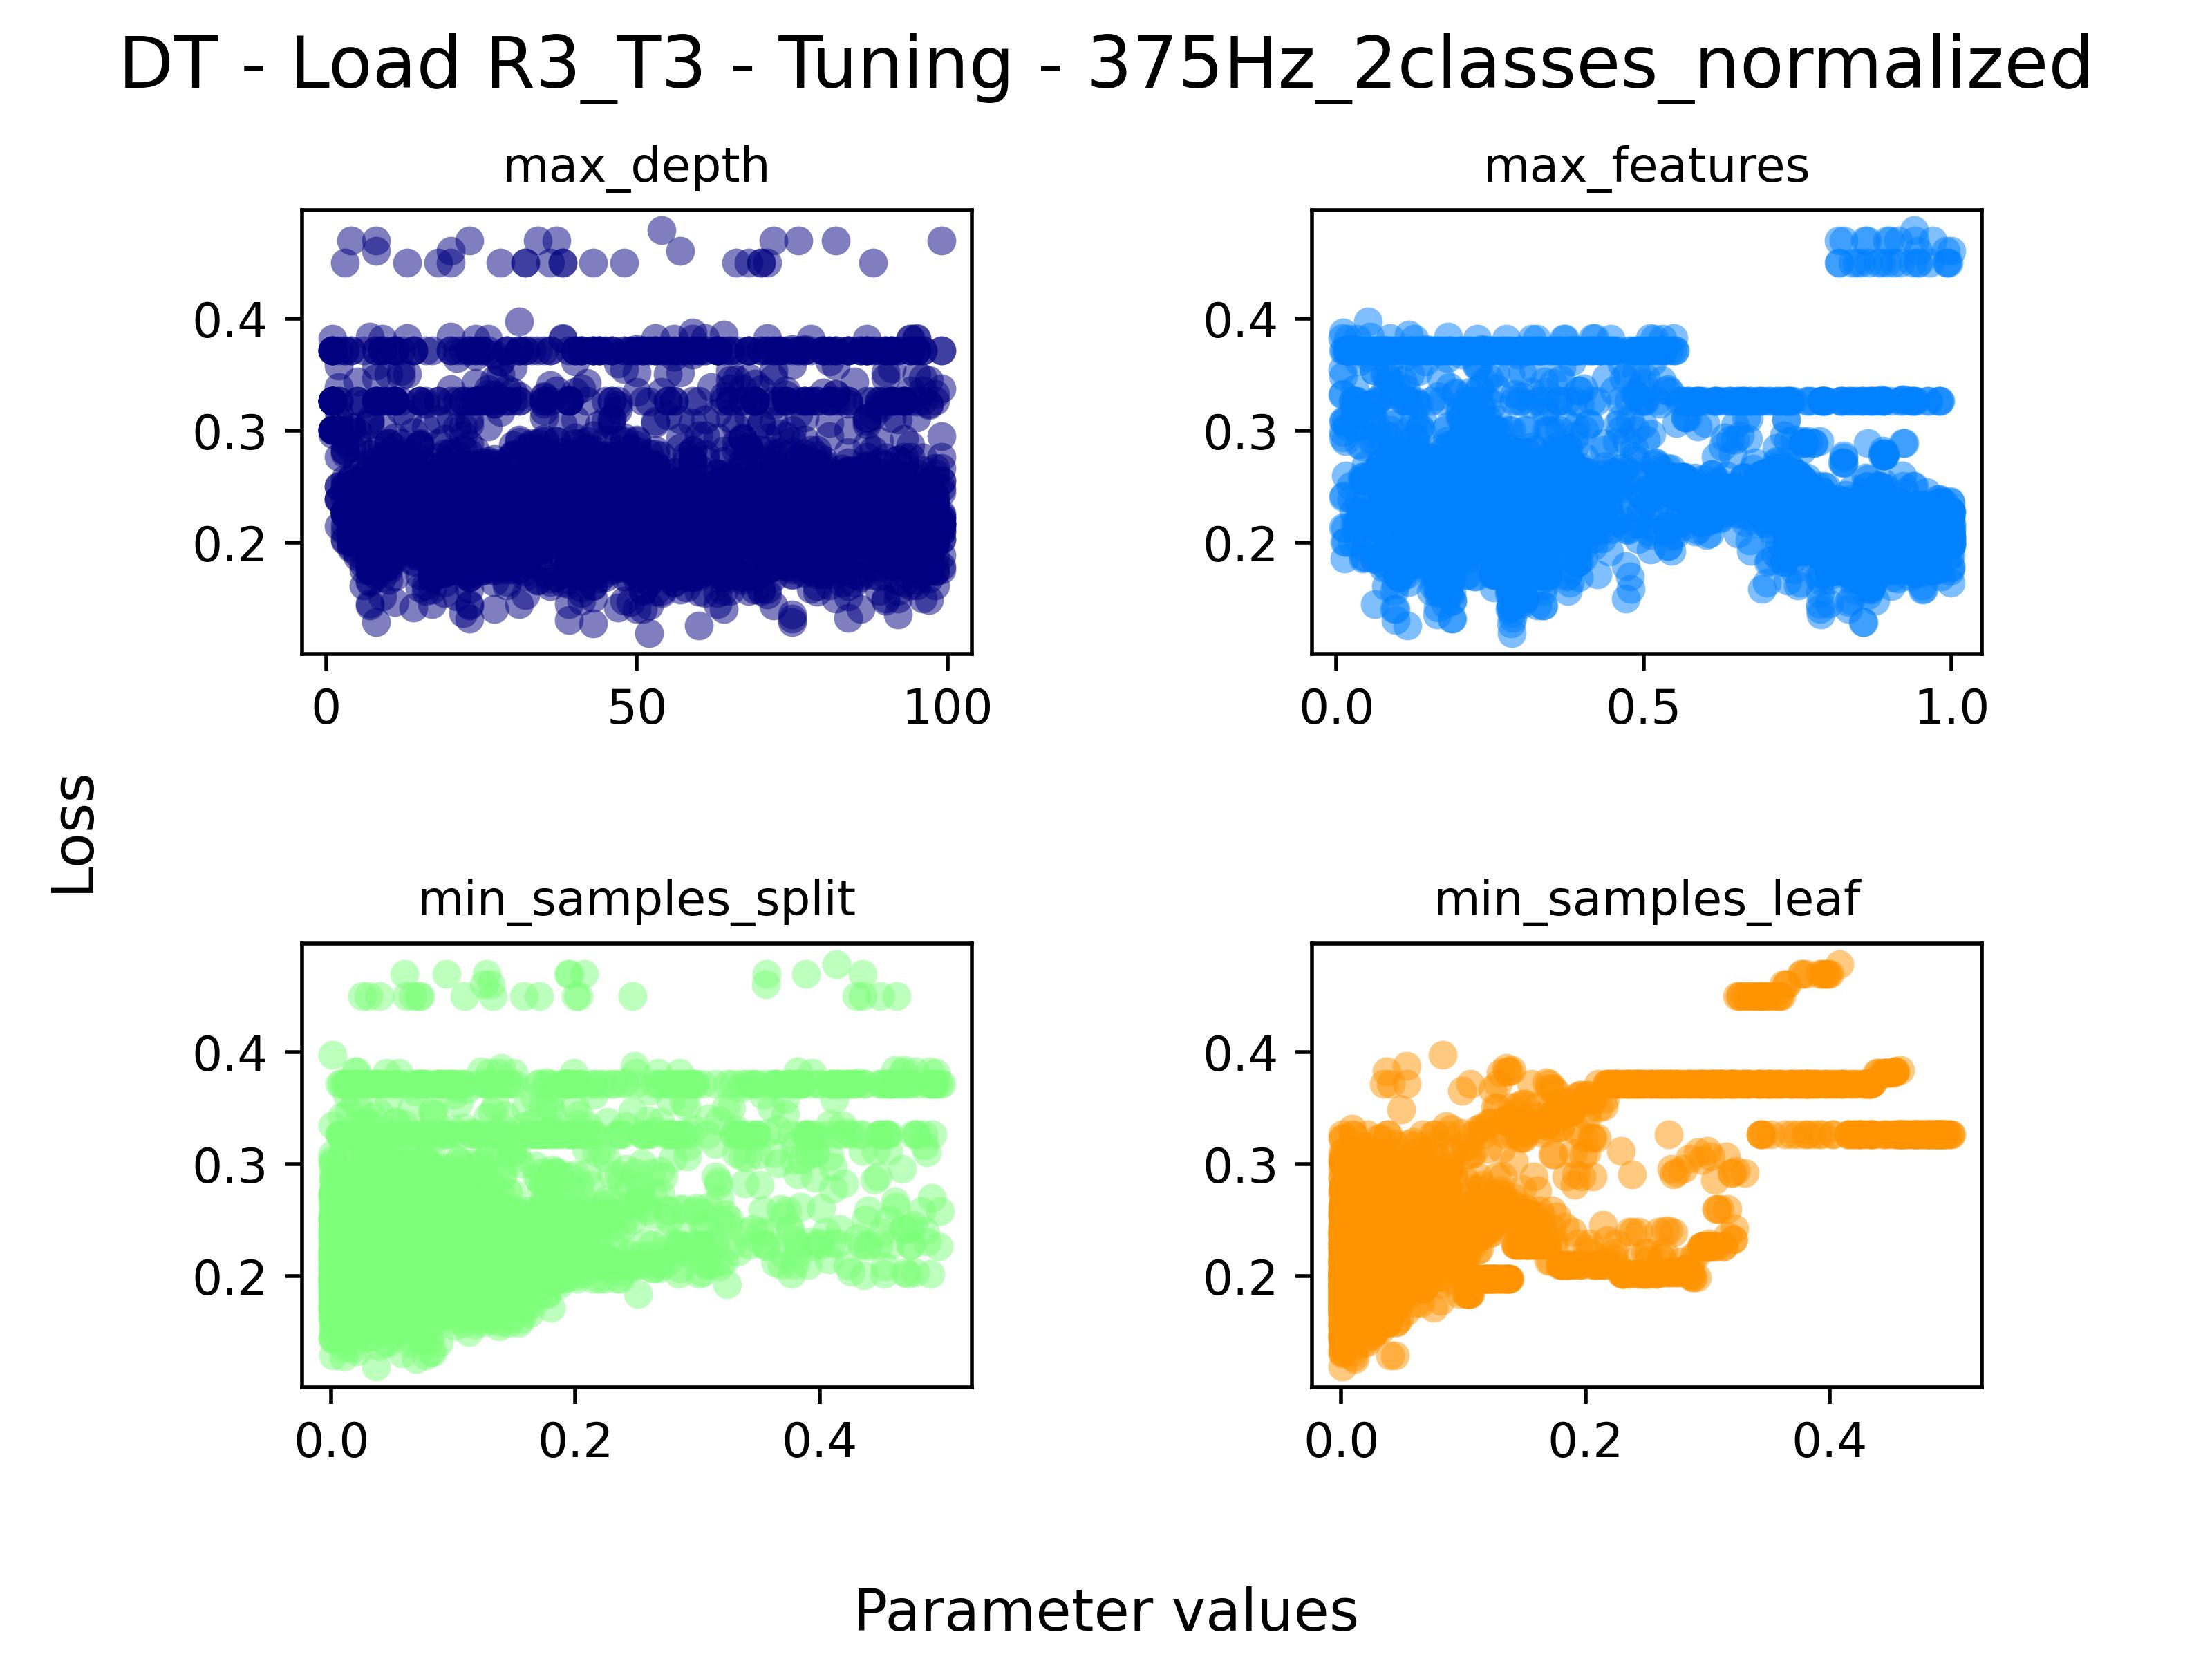 DT - Load R3_T3 - Tuning - 375Hz_2classes_normalized
max_depth
max_features
0.4
0.3
0.2
0 50 100
0.4
0.3
0.2
0.0 0.5 1.0
Loss
min_samples_split
min_samples_leaf
0.4
0.3
0.2
0.0 0.2 0.4
0.4
0.3
0.2
0.0 0.2 0.4
Parameter values